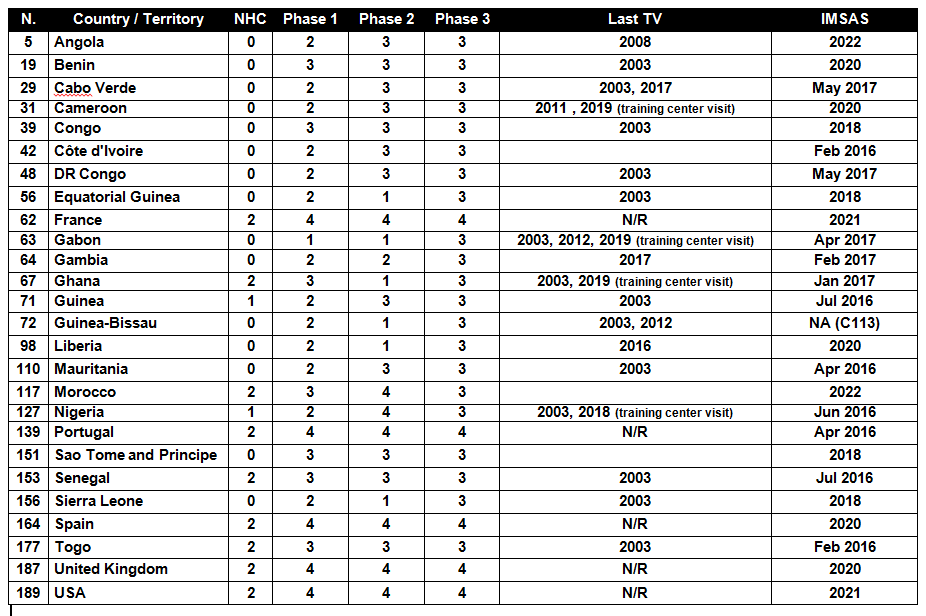 N. Country / Territory NHC Phase 1 Phase 2 Phase 3 Last TV IMSAS
5 Angola 0 2 3 3 2008 2022
19 Benin 0 3 3 3 2003 2020
29 Cabo Verde 0 2 3 3 2003, 2017 May 2017
31 Cameroon 0 2 3 3 2011 , 2019 (training center visit) 2020
39 Congo 0 3 3 3 2003 2018
42 Côte d'Ivoire 0 2 3 3 Feb 2016
48 DR Congo 0 2 3 3 2003 May 2017
56 Equatorial Guinea 0 2 1 3 2003 2018
62 France 2 4 4 4 N/R 2021
63 Gabon 0 1 1 3 2003, 2012, 2019 (training center visit) Apr 2017
64 Gambia 0 2 2 3 2017 Feb 2017
67 Ghana 2 3 1 3 2003, 2019 (training center visit) Jan 2017
71 Guinea 1 2 3 3 2003 Jul 2016
72 Guinea-Bissau 0 2 1 3 2003, 2012 NA (C113)
98 Liberia 0 2 1 3 2016 2020
110 Mauritania 0 2 3 3 2003 Apr 2016
117 Morocco 2 3 4 3 2022
127 Nigeria 1 2 4 3 2003, 2018 (training center visit) Jun 2016
139 Portugal 2 4 4 4 N/R Apr 2016
151 Sao Tome and Principe 0 3 3 3 2018
153 Senegal 2 3 3 3 2003 Jul 2016
156 Sierra Leone 0 2 1 3 2003 2018
164 Spain 2 4 4 4 N/R 2020
177 Togo 2 3 3 3 2003 Feb 2016
187 United Kingdom 2 4 4 4 N/R 2020
189 USA 2 4 4 4 N/R 2021